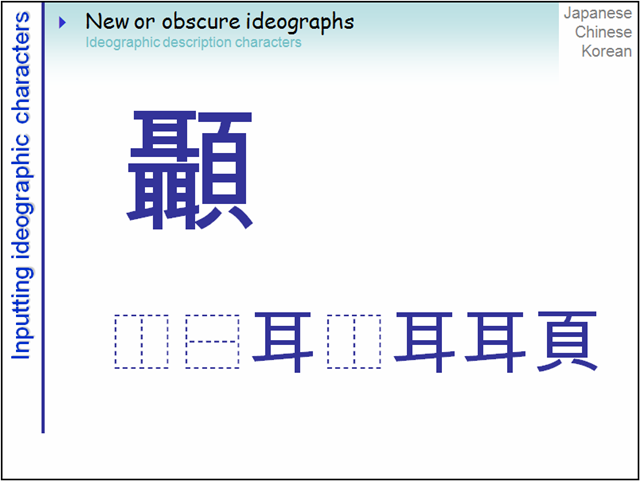 Inputting ideographic characters
New or obscure ideographs
Ideographic description characters
Japanese
Chinese
Korean
顳
⿰⿱耳⿰耳耳頁